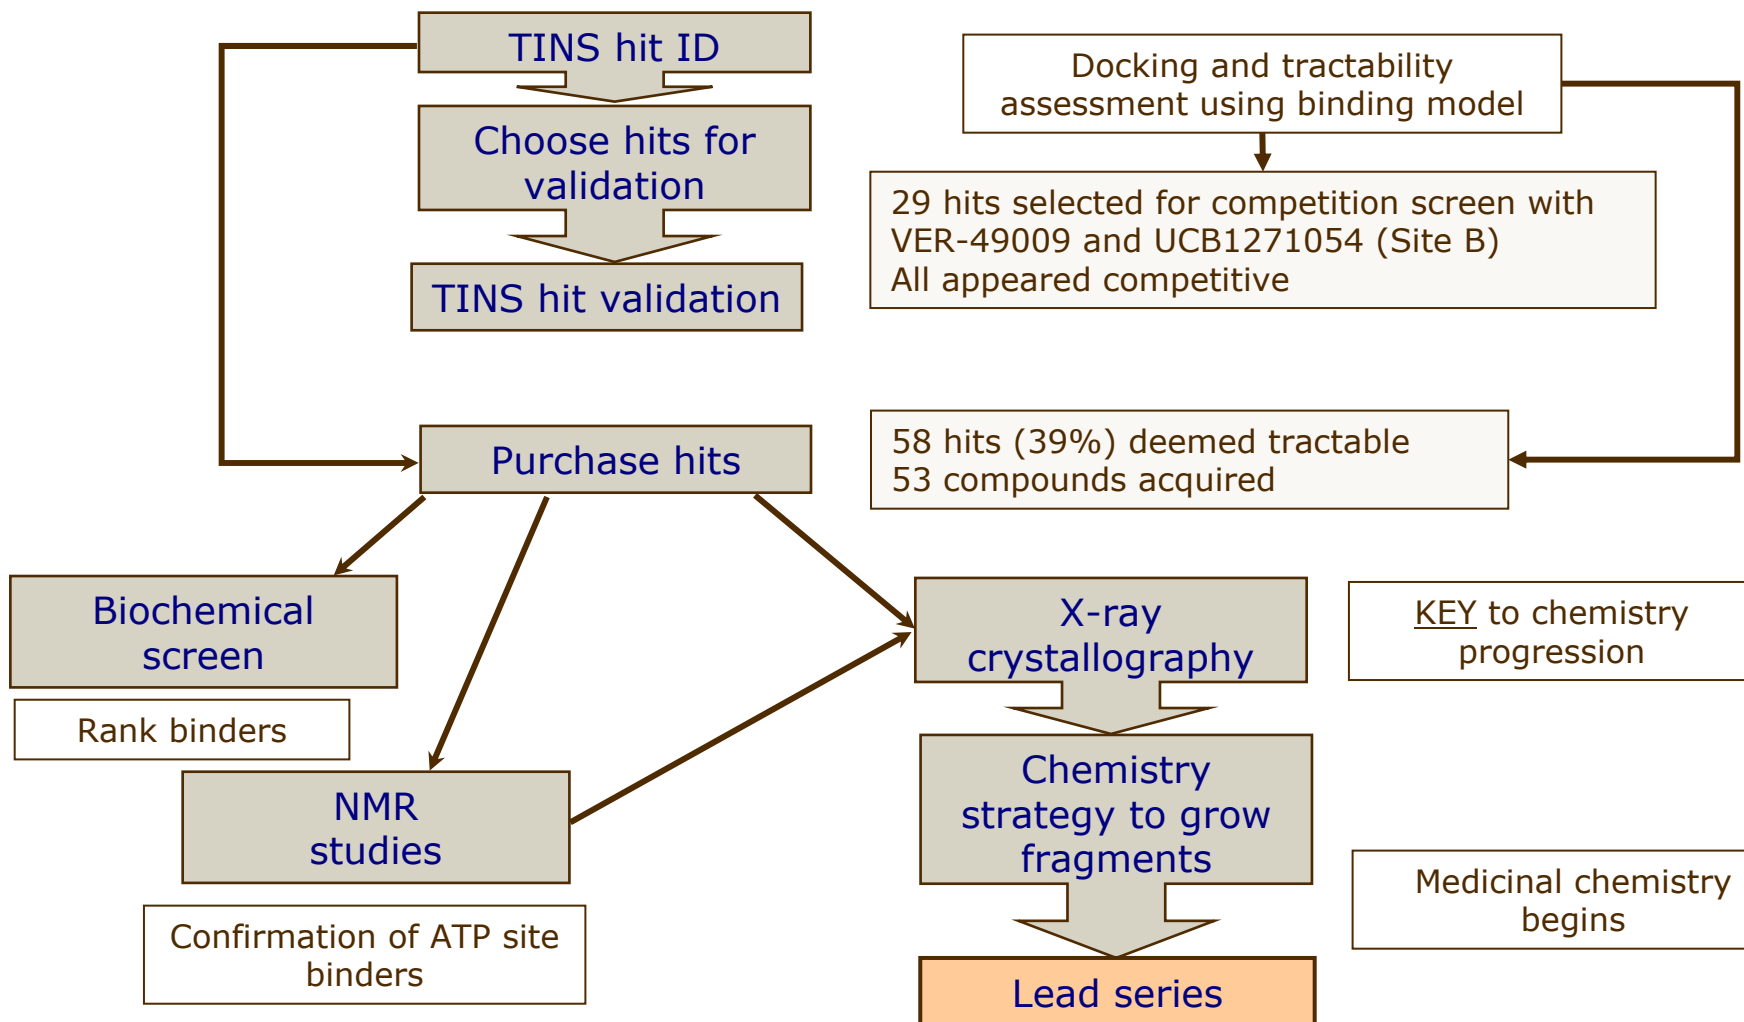 TINS hit ID
Choose hits for
validation
TINS hit validation
Docking and tractability
assessment using binding model
29 hits selected for competition screen with
VER-49009 and UCB1271054 (Site B)
All appeared competitive
Purchase hits
58 hits (39%) deemed tractable
53 compounds acquired
Biochemical
screen
Rank binders
NMR
studies
Confirmation of ATP site
binders
X-ray
crystallography
KEY to chemistry
progression
Chemistry
strategy to grow
fragments
Medicinal chemistry
begins
Lead series